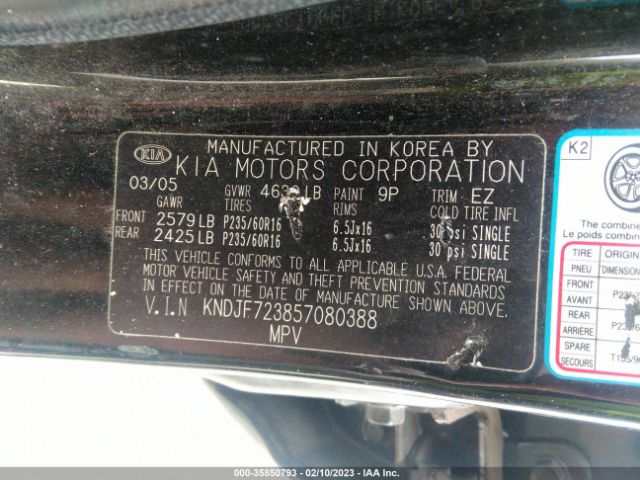 MANUFACTURED IN KOREA BY
KIA KIA MOTORS CORPORATION
03/05 GVWR LB PAINT 9P TRIM EZ
GAWR TIRES RIMS COLD TIRE INFL
FRONT 2579LB P235/60R16 6.5Jx16 30 psi SINGLE
REAR 2425LB P235/60R16 6.5Jx16 30 psi SINGLE
THIS VEHICLE CONFORMS TO ALL APPLICABLE U.S.A. FEDERAL
MOTOR VEHICLE SAFETY AND THEFT PREVENTION STANDARDS
IN EFFECT ON THE DATE OF MANUFACTURE SHOWN ABOVE.
V.I.N KNDJF723857080388
MPV
K2
The combined
Le poids combin
TIRE ORIGIN
PNEU DIMENSION
FRONT
AVANT
REAR
ARRIÈRE
SPARE
SECOURS
000-35850793 - 02/10/2023 - IAA Inc.